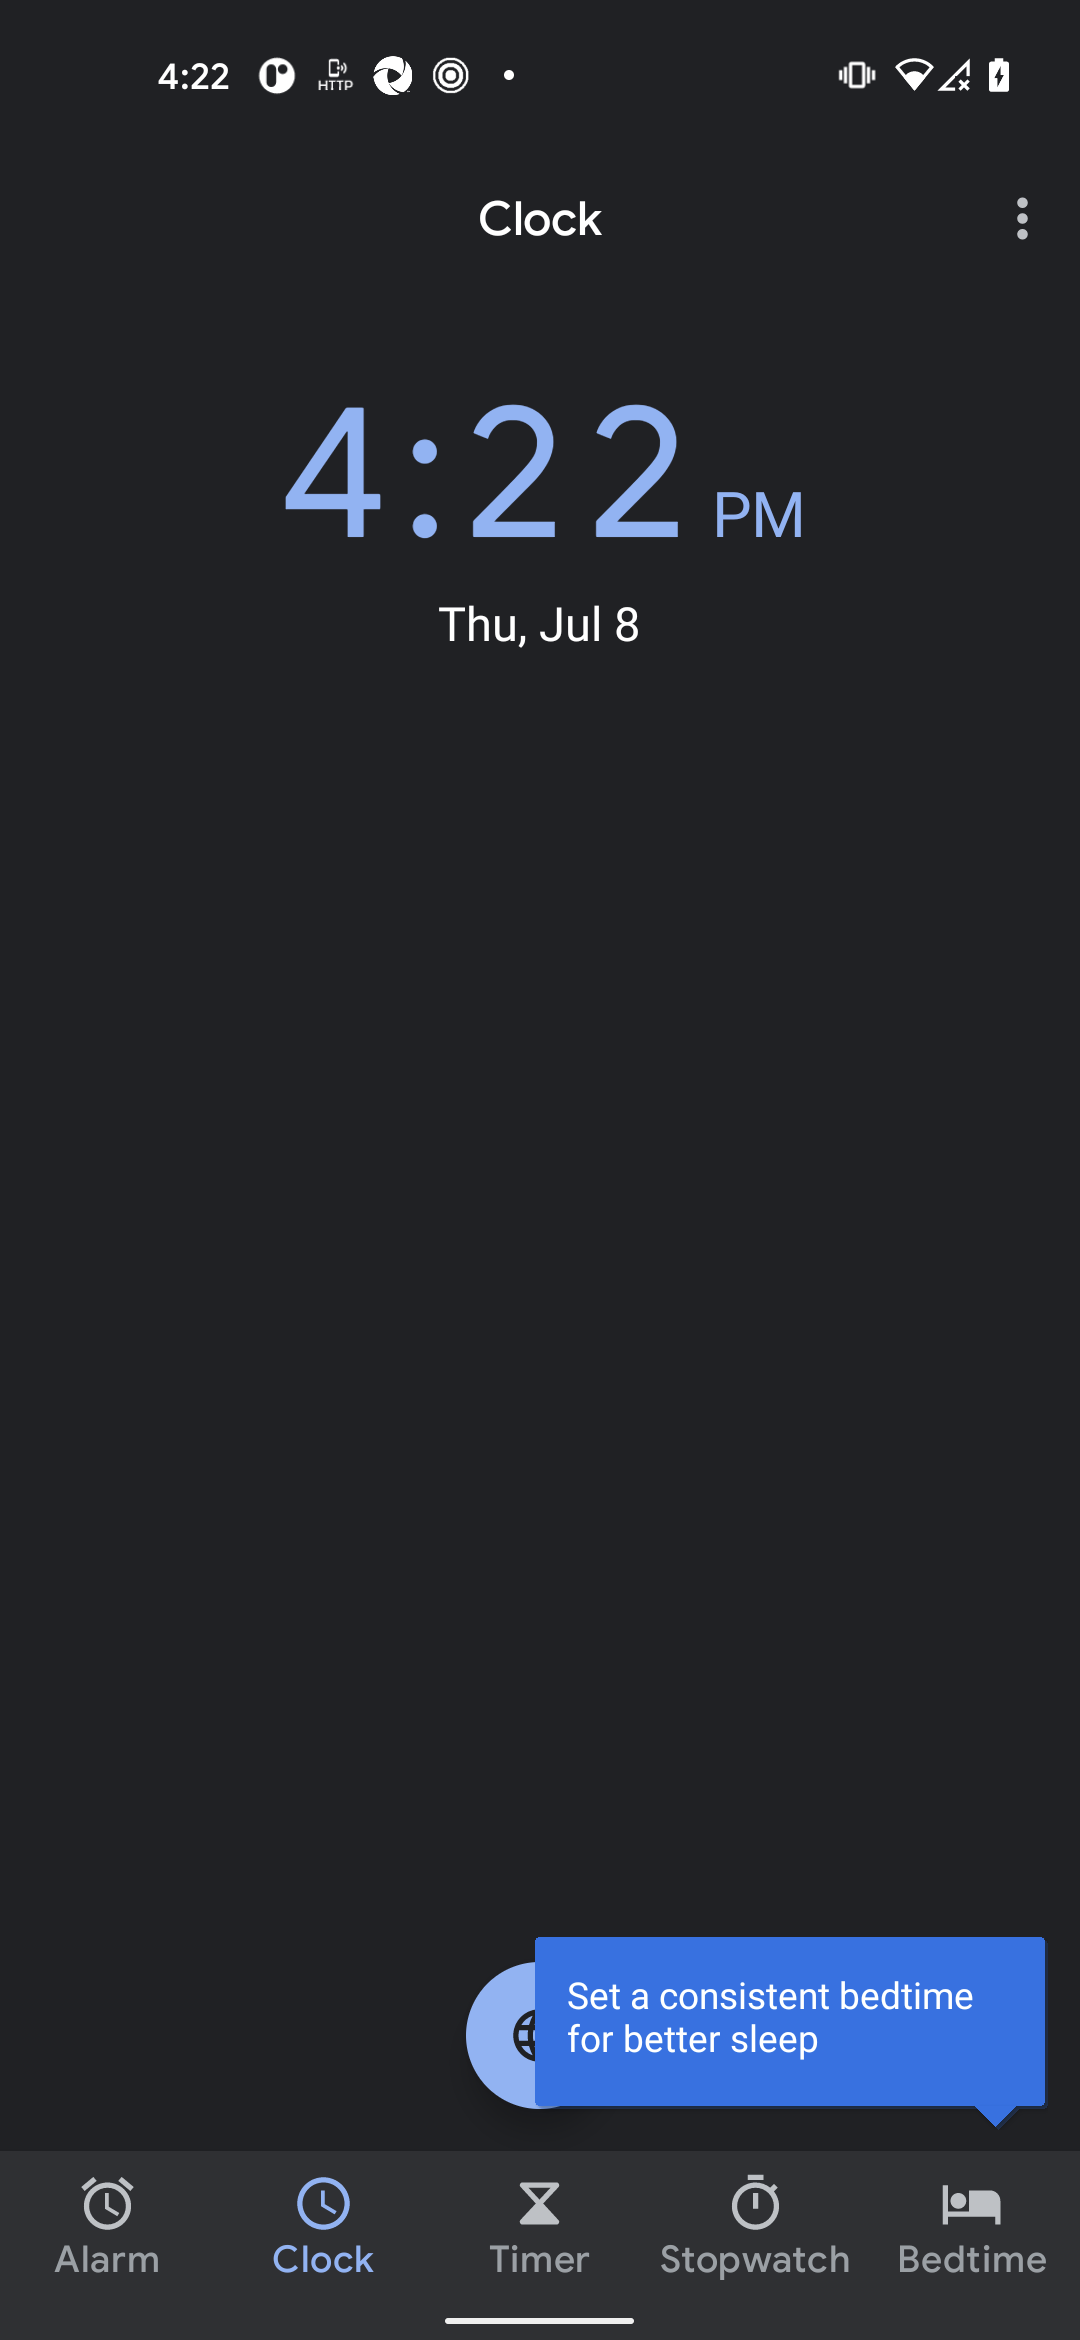 4:22
HTTP
Clock
4:22 PM
Thu, Jul 8
Set a consistent bedtime
for better sleep
Alarm
Clock
Timer
Stopwatch
Bedtime